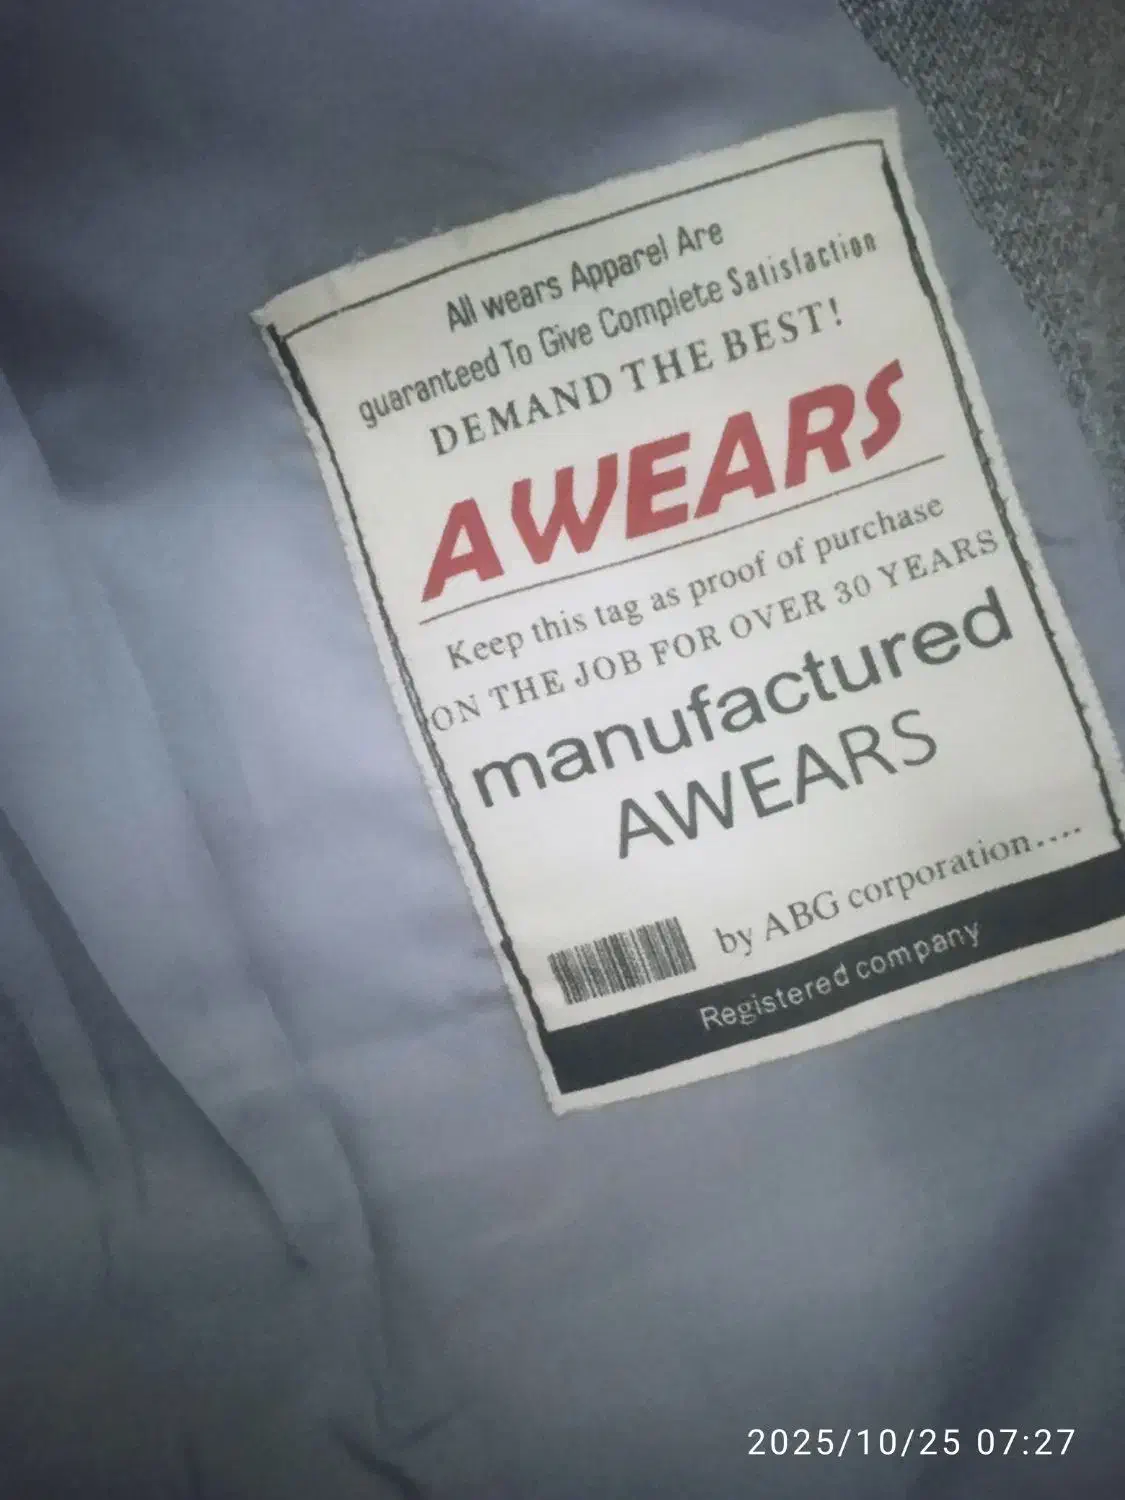 All wears Apparel Are
guaranteed To Give Complete Satisfaction
DEMAND THE BEST!
AWEARS
Keep this tag as proof of purchase
ON THE JOB FOR OVER 30 YEARS
manufactured
AWEARS
by ABG corporation....
Registered company
2025/10/25 07:27